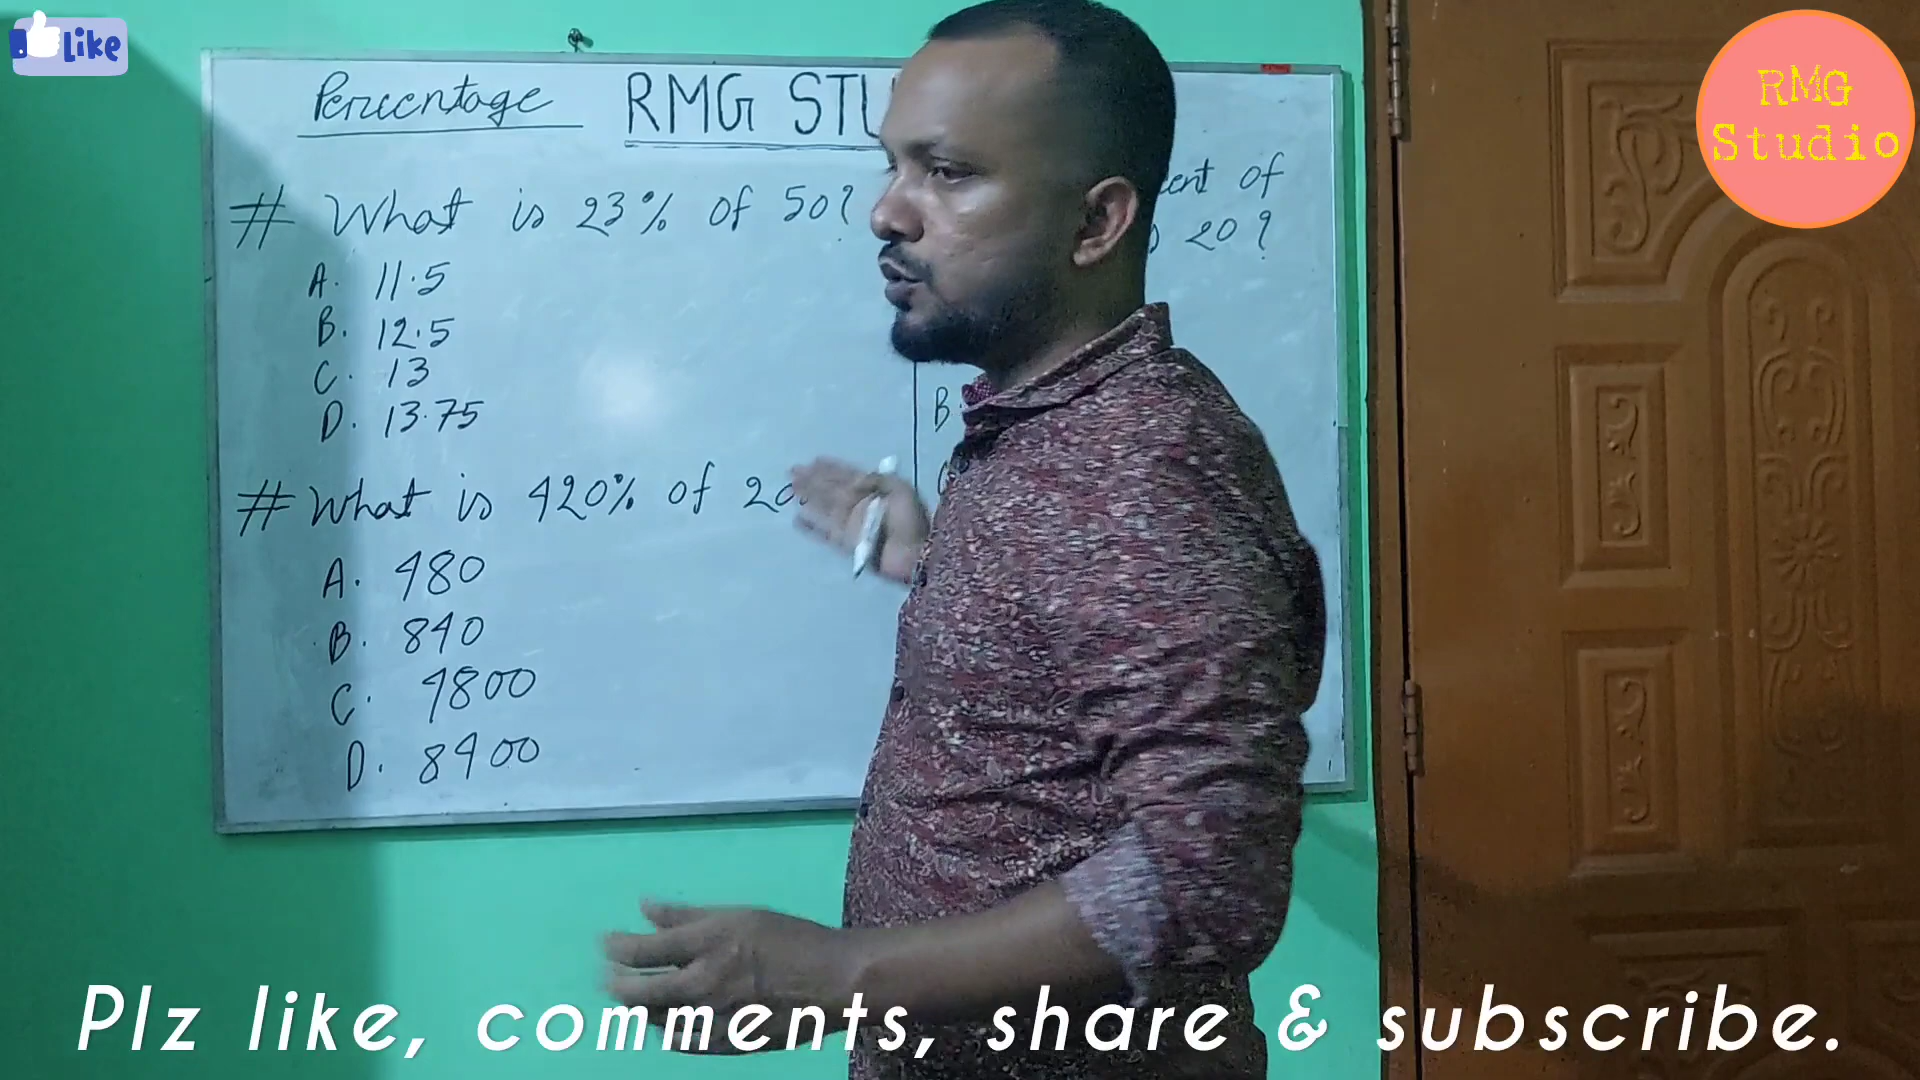 Like
Percentage
RMG STU
RMG
Studio
# What is 23% of 50?
A. 11.5
B. 12.5
C. 13
D. 13.75
# What is 420% of 20
A. 480
B. 840
C. 4800
D. 8400
of
20?
B.
Plz like, comments, share & subscribe.